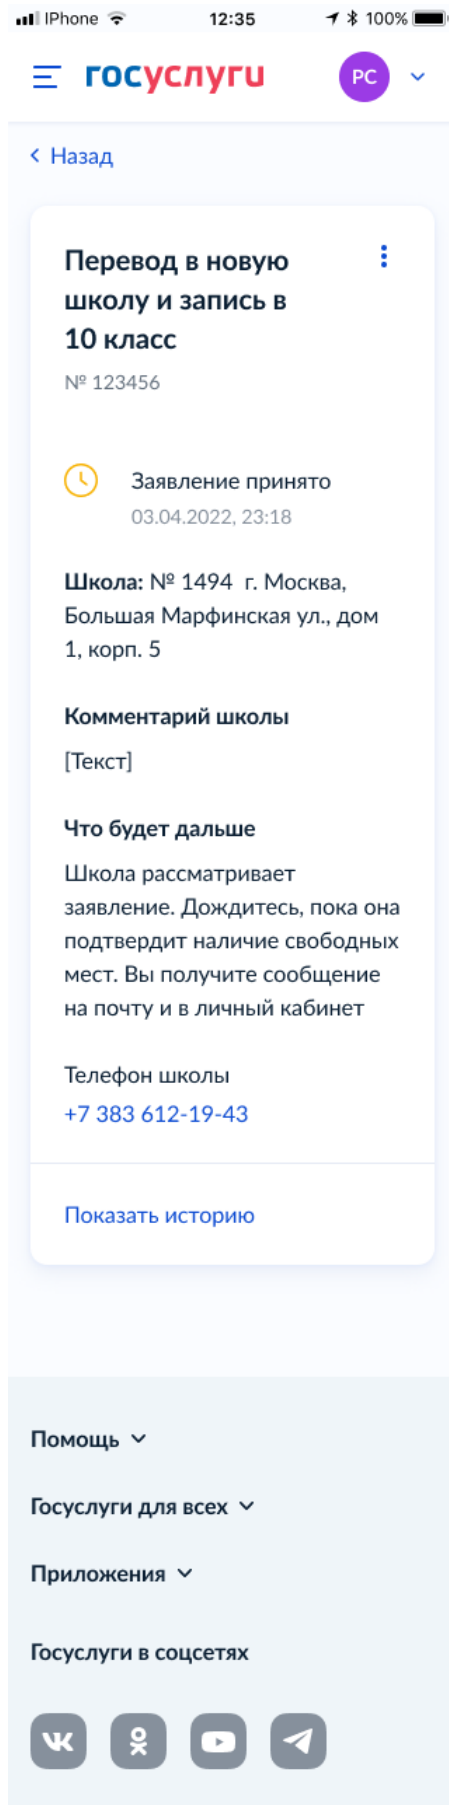 IPhone 12:35 100%
госуслуги РС
Назад
Перевод в новую
школу и запись в
10 класс
№ 123456
Заявление принято
03.04.2022, 23:18
Школа: № 1494 г. Москва,
Большая Марфинская ул., дом
1, корп. 5
Комментарий школы
[Текст]
Что будет дальше
Школа рассматривает
заявление. Дождитесь, пока она
подтвердит наличие свободных
мест. Вы получите сообщение
на почту и в личный кабинет
Телефон школы
+7 383 612-19-43
Показать историю
Помощь
Госуслуги для всех
Приложения
Госуслуги в соцсетях